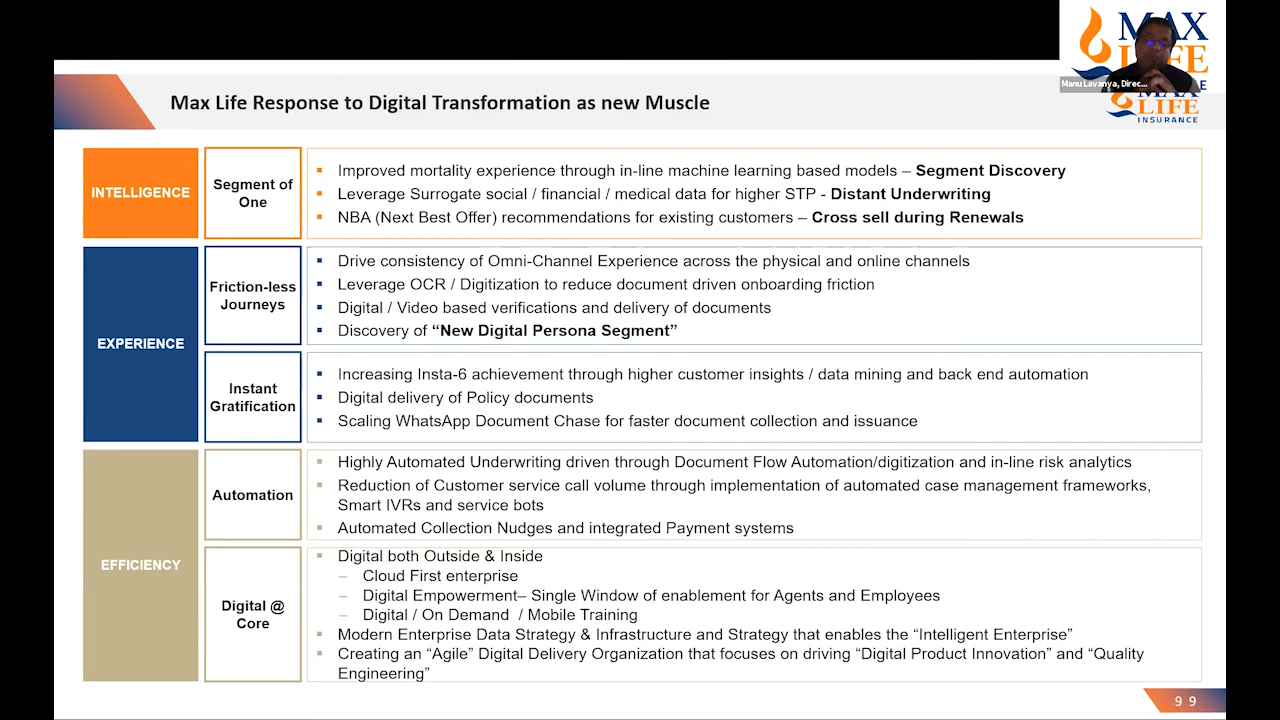 MAX
LIFE
Manu Lavanya, Direc...
Max Life Response to Digital Transformation as new Muscle
LIFE
INSURANCE
INTELLIGENCE
Segment of
One
Improved mortality experience through in-line machine learning based models – Segment Discovery
Leverage Surrogate social / financial / medical data for higher STP - Distant Underwriting
NBA (Next Best Offer) recommendations for existing customers – Cross sell during Renewals
EXPERIENCE
Friction-less
Journeys
Drive consistency of Omni-Channel Experience across the physical and online channels
Leverage OCR / Digitization to reduce document driven onboarding friction
Digital / Video based verifications and delivery of documents
Discovery of “New Digital Persona Segment”
Instant
Gratification
Increasing Insta-6 achievement through higher customer insights / data mining and back end automation
Digital delivery of Policy documents
Scaling WhatsApp Document Chase for faster document collection and issuance
EFFICIENCY
Automation
Highly Automated Underwriting driven through Document Flow Automation/digitization and in-line risk analytics
Reduction of Customer service call volume through implementation of automated case management frameworks,
Smart IVRs and service bots
Automated Collection Nudges and integrated Payment systems
Digital @
Core
Digital both Outside & Inside
– Cloud First enterprise
– Digital Empowerment– Single Window of enablement for Agents and Employees
– Digital / On Demand / Mobile Training
Modern Enterprise Data Strategy & Infrastructure and Strategy that enables the “Intelligent Enterprise”
Creating an “Agile” Digital Delivery Organization that focuses on driving “Digital Product Innovation” and “Quality
Engineering”
9 9